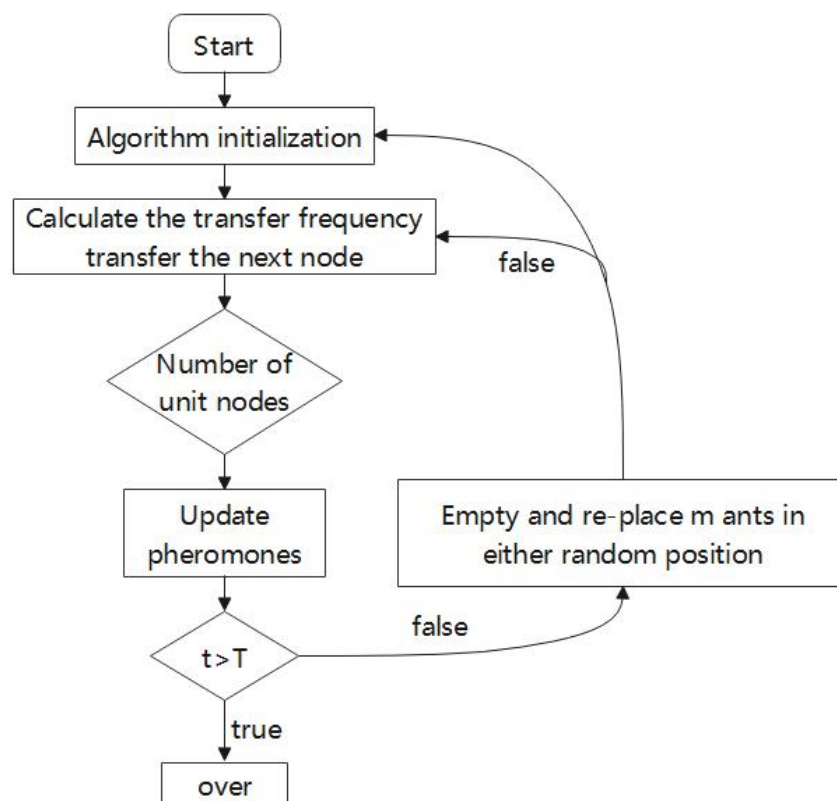 Start
Algorithm initialization
Calculate the transfer frequency
transfer the next node
false
Number of
unit nodes
Update
pheromones
Empty and re-place m ants in
either random position
false
t>T
true
over